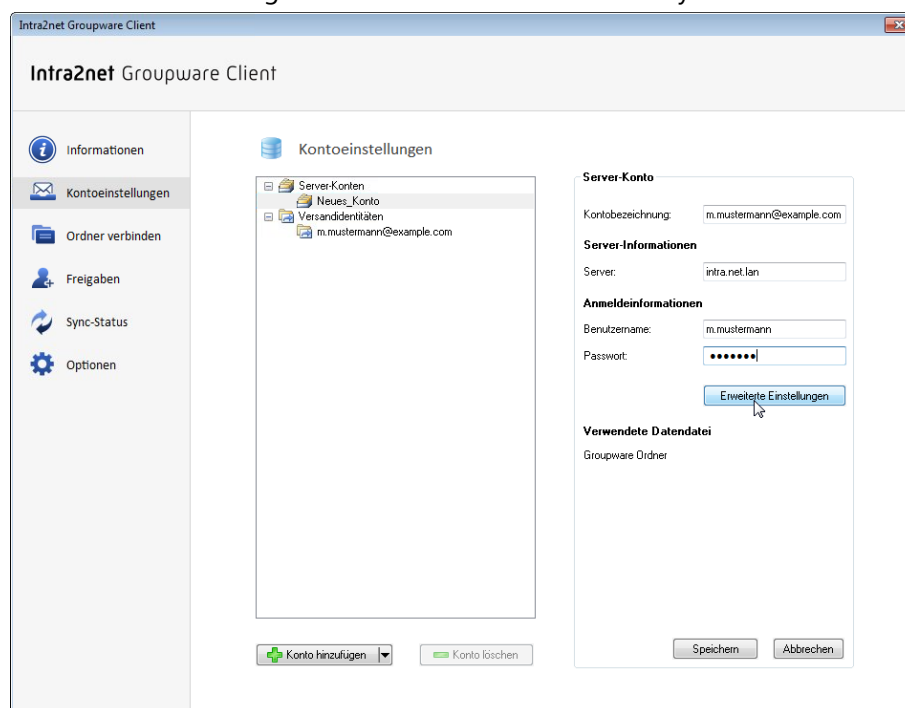 Intra2net Groupware Client
Intra2net Groupware Client
Informationen
Kontoeinstellungen
Ordner verbinden
Freigaben
Sync-Status
Optionen
Kontoeinstellungen
Server-Konten
Neues_Konto
Versandidentitäten
m.mustermann@example.com
Konto hinzufügen
Konto löschen
Server-Konto
Kontobezeichnung: m.mustermann@example.com
Server-Informationen
Server: intra.net.lan
Anmeldeinformationen
Benutzername: m.mustermann
Passwort: •••••••
Erweiterte Einstellungen
Verwendete Datendatei
Groupware Ordner
Speichern Abbrechen